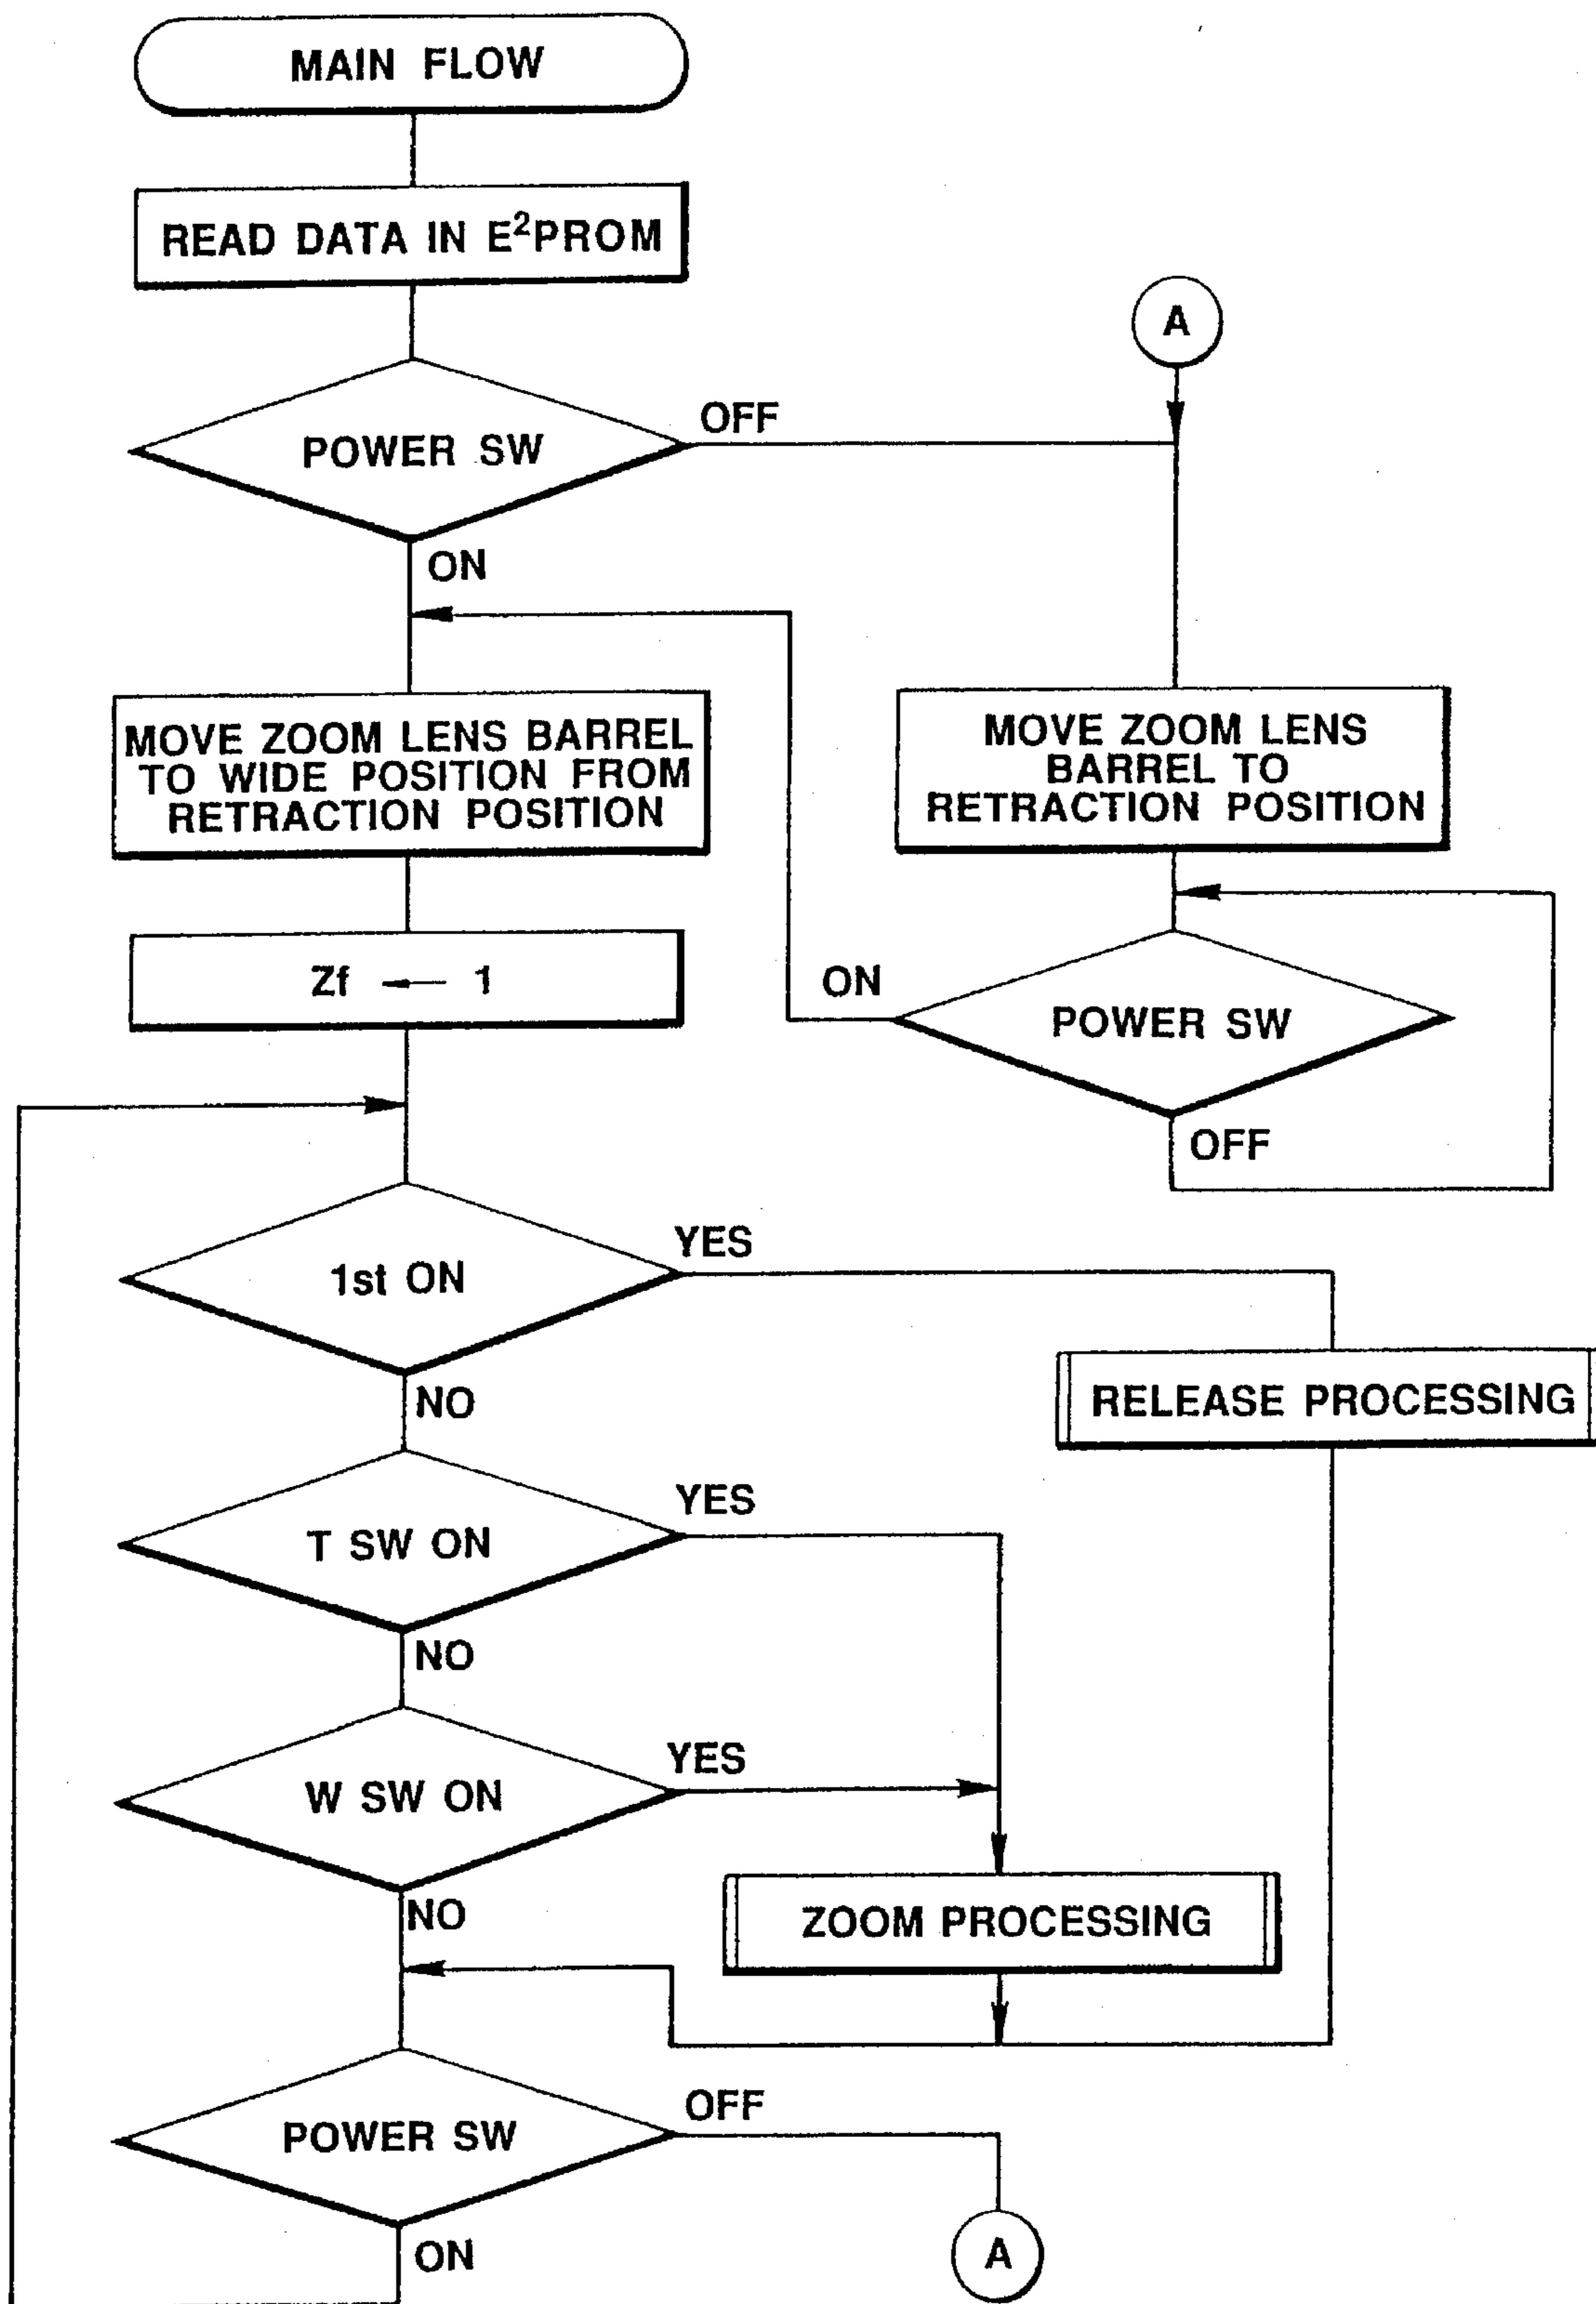 MAIN FLOW
READ DATA IN E²PROM
A
POWER SW
OFF
ON
MOVE ZOOM LENS BARREL
TO WIDE POSITION FROM
RETRACTION POSITION
MOVE ZOOM LENS
BARREL TO
RETRACTION POSITION
Zf ← 1
ON
POWER SW
OFF
1st ON
YES
NO
RELEASE PROCESSING
T SW ON
YES
NO
W SW ON
YES
NO
ZOOM PROCESSING
POWER SW
OFF
ON
A